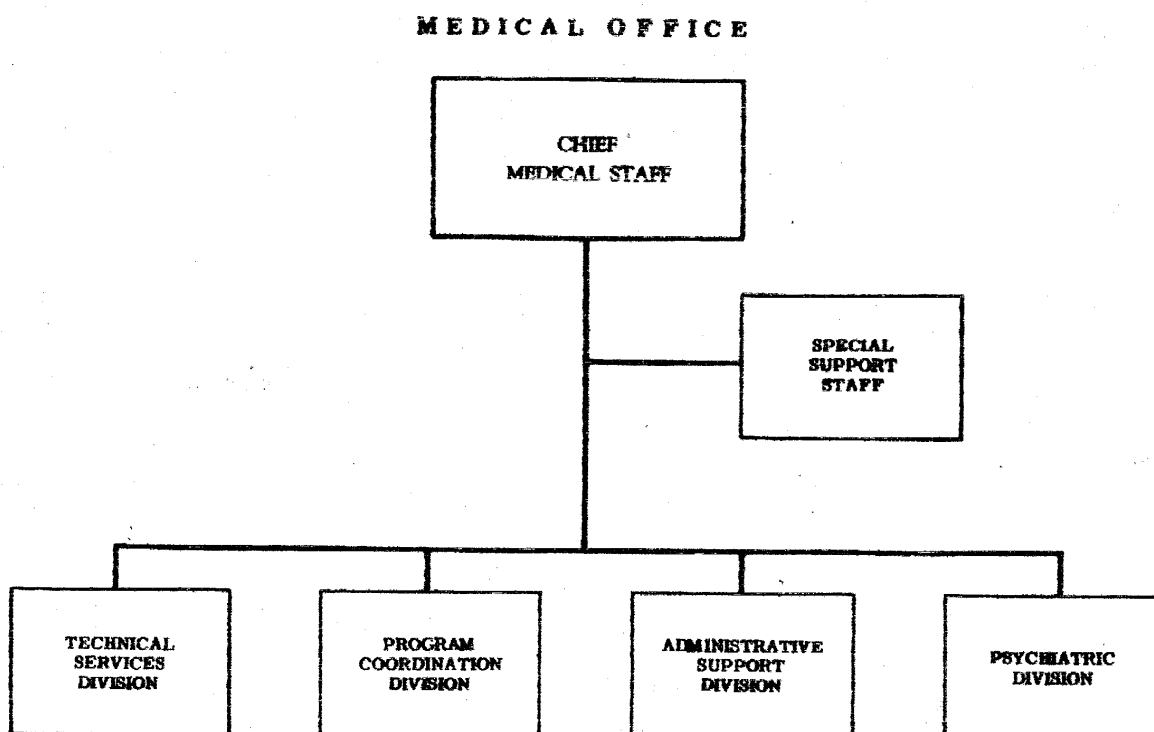 MEDICAL OFFICE
CHIEF
MEDICAL STAFF
SPECIAL
SUPPORT
STAFF
TECHNICAL
SERVICES
DIVISION
PROGRAM
COORDINATION
DIVISION
ADMINISTRATIVE
SUPPORT
DIVISION
PSYCHIATRIC
DIVISION